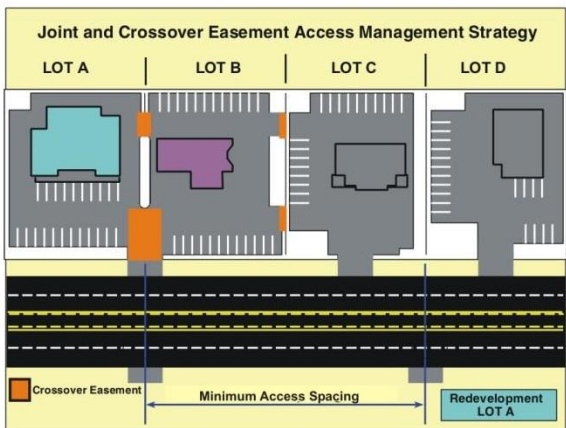 Joint and Crossover Easement Access Management Strategy
LOT A
LOT B
LOT C
LOT D
Crossover Easement
Minimum Access Spacing
Redevelopment
LOT A